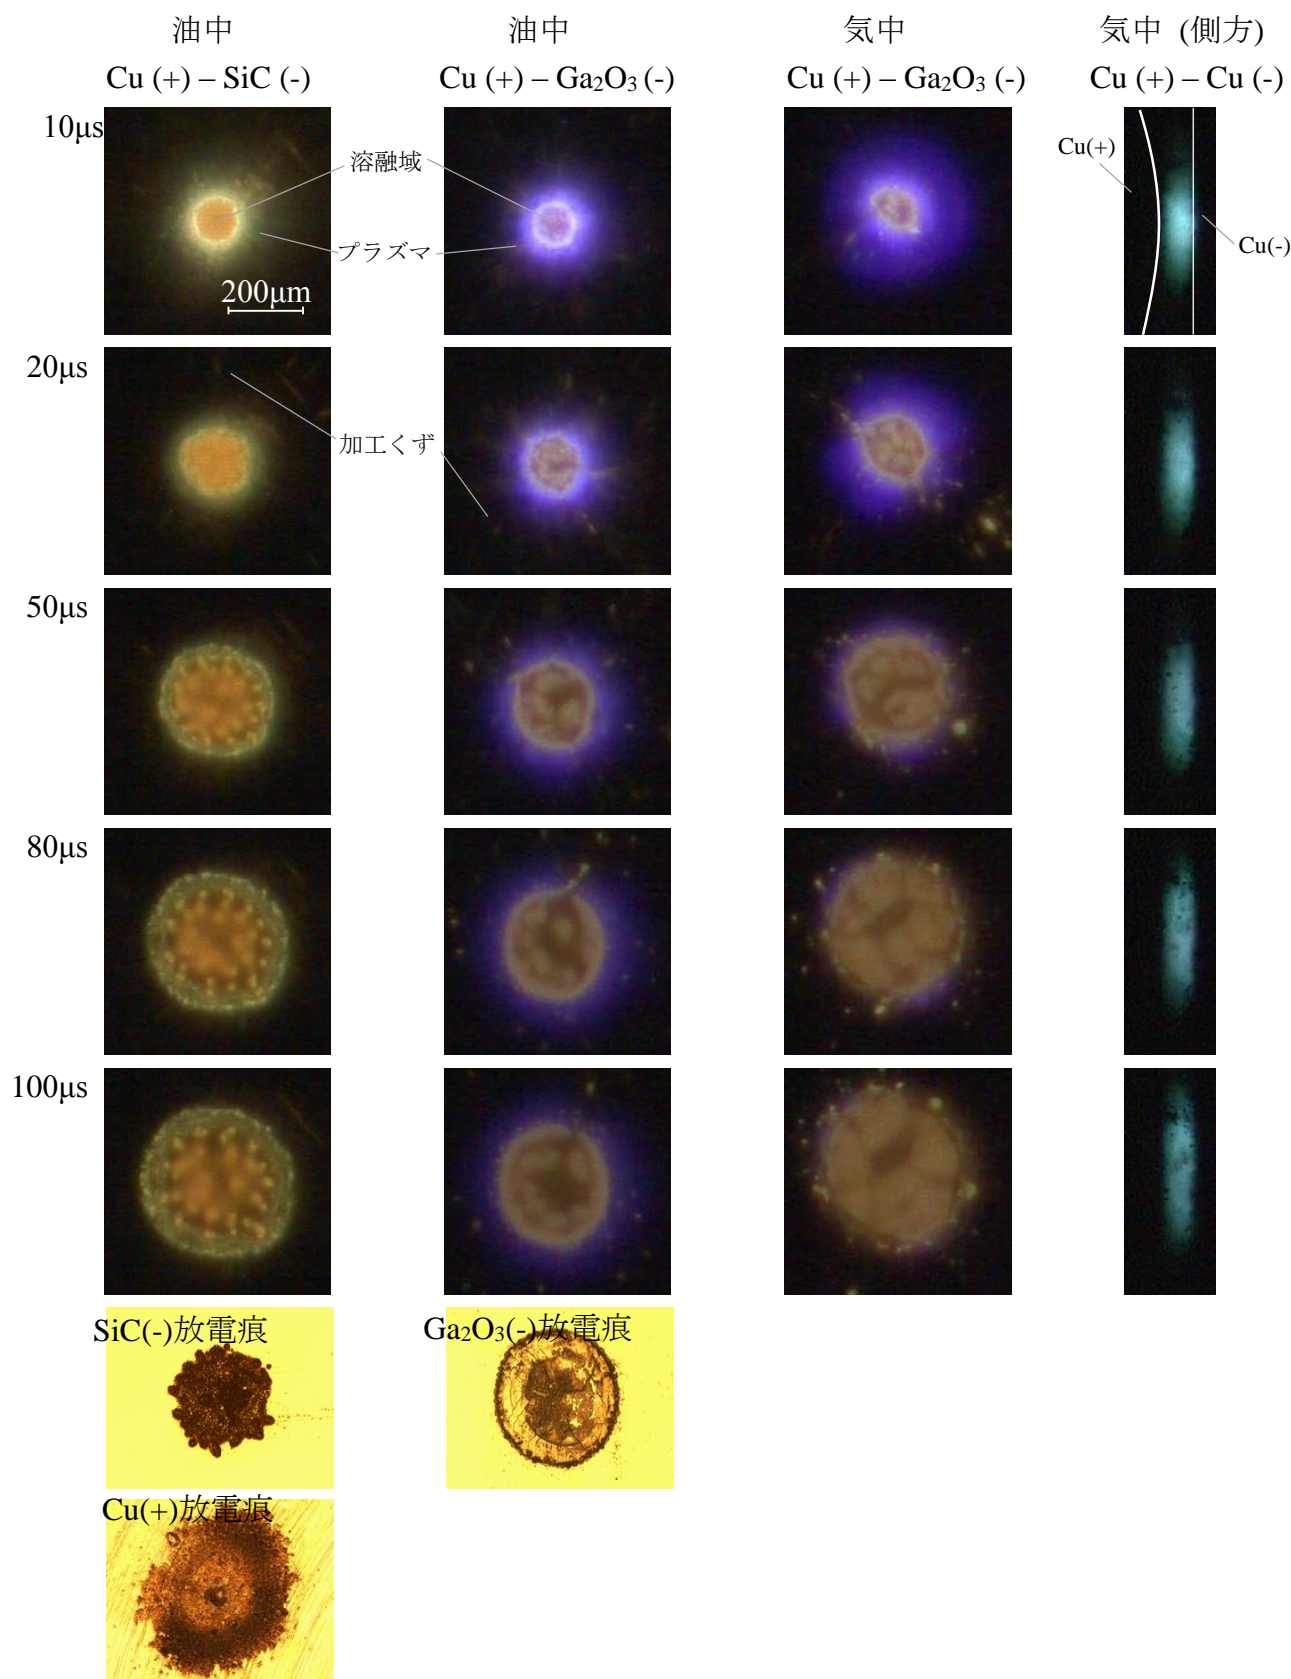 油中 油中 気中 気中 (側方)
Cu (+) – SiC (-) Cu (+) – Ga₂O₃ (-) Cu (+) – Ga₂O₃ (-) Cu (+) – Cu (-)
10μs
Cu(+)
溶融域
プラズマ
Cu(-)
200μm
20μs
加工くず
50μs
80μs
100μs
SiC(-)放電痕 Ga₂O₃(-)放電痕
Cu(+)放電痕